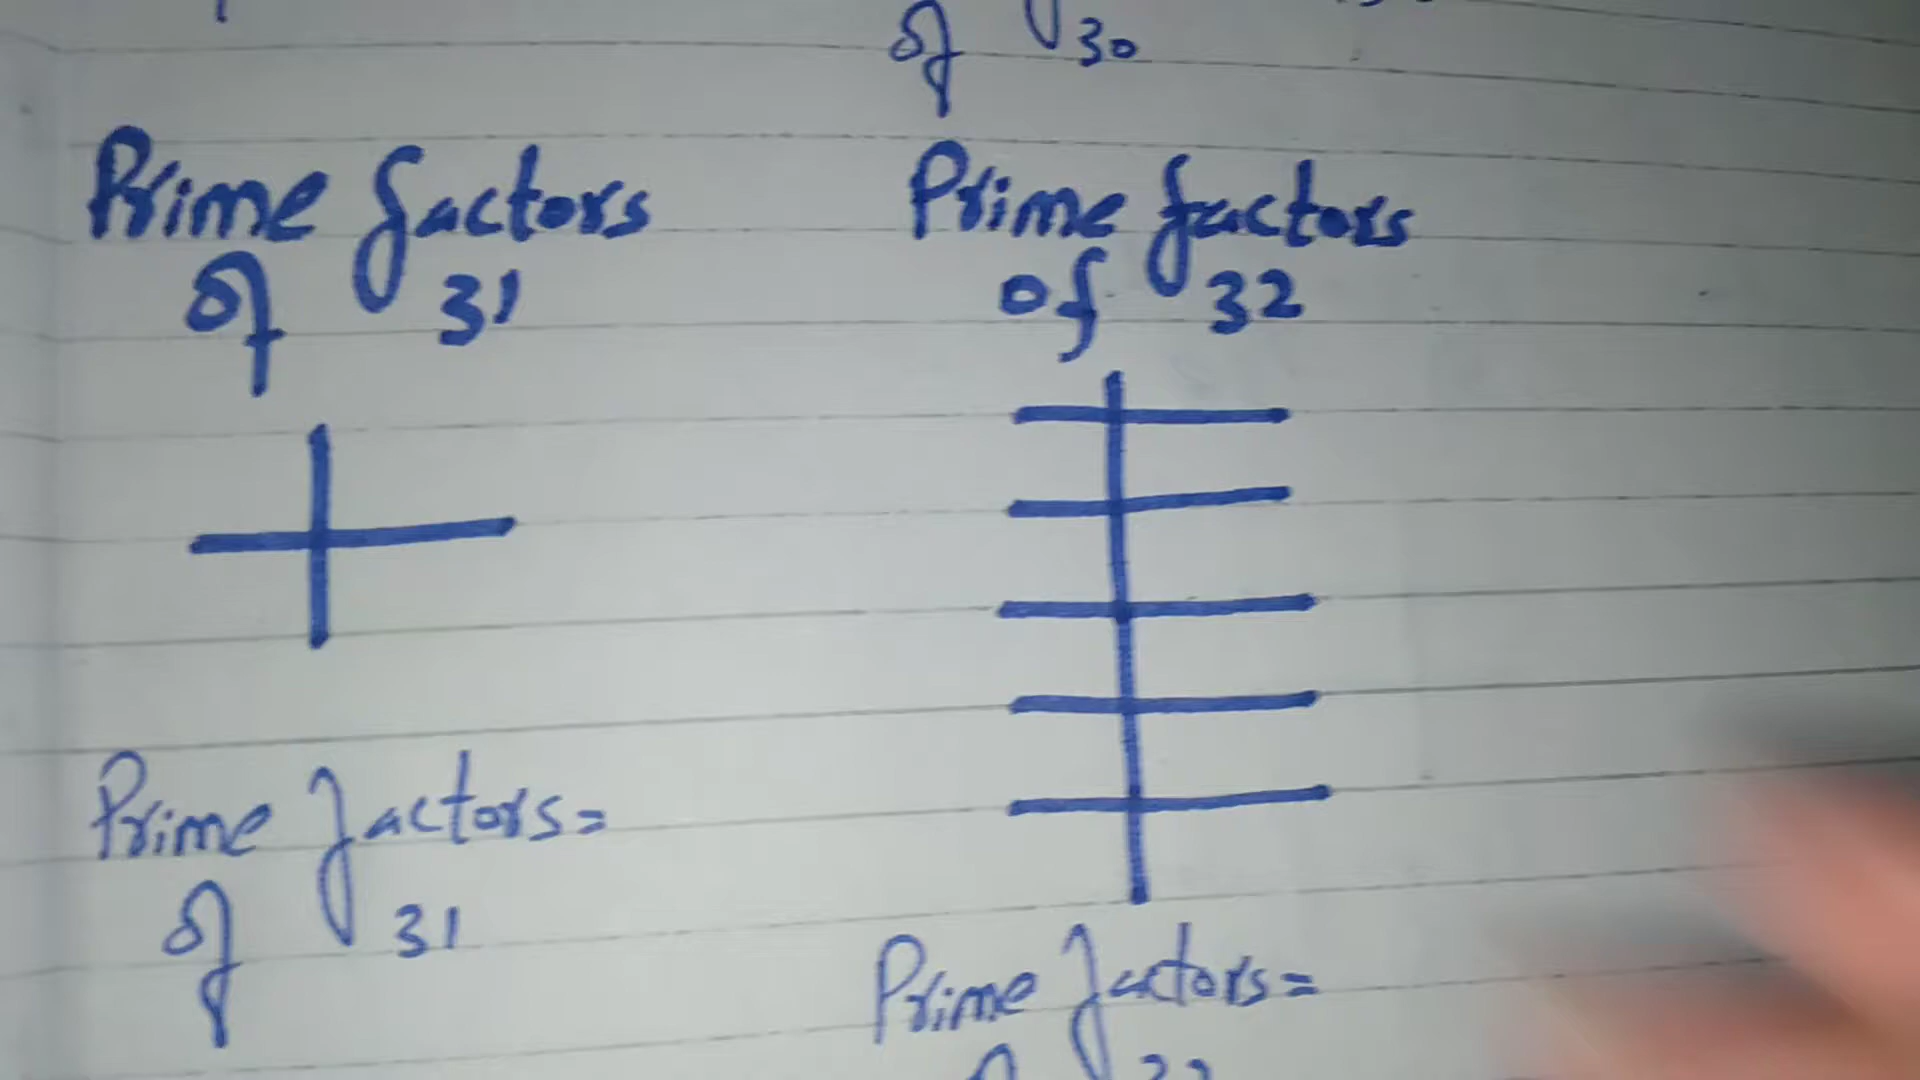 of 30
Prime factors
of 31
Prime factors
of 32
Prime factors=
of 31
Prime factors=